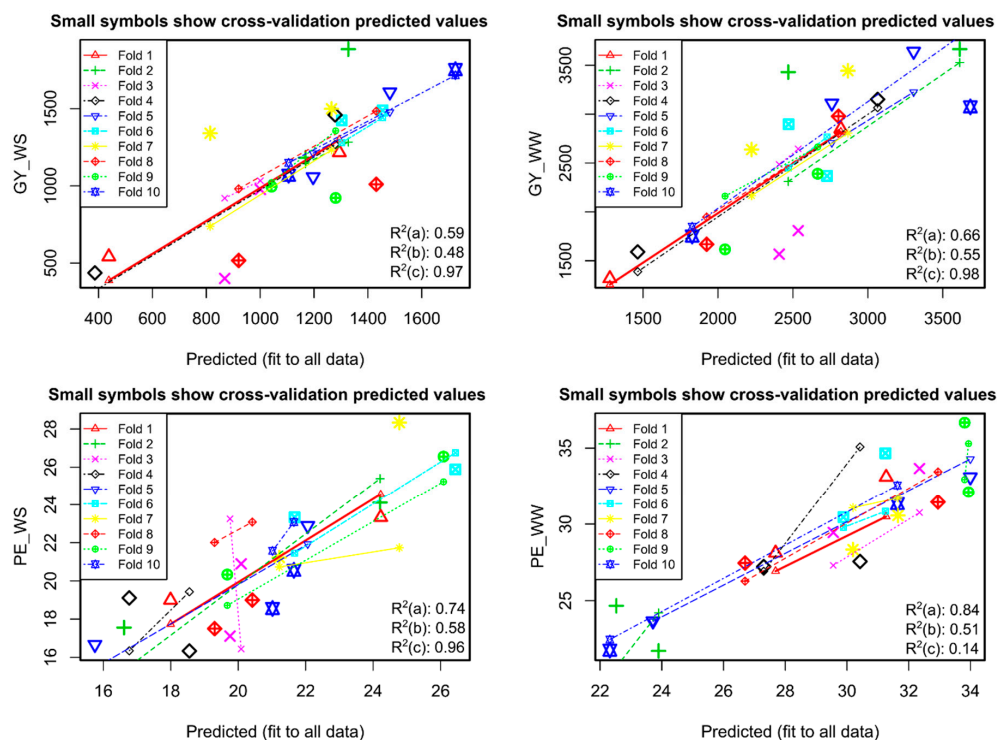 Small symbols show cross-validation predicted values
GY_WS
500
1000
1500
Fold 1
Fold 2
Fold 3
Fold 4
Fold 5
Fold 6
Fold 7
Fold 8
Fold 9
Fold 10
R²(a): 0.59
R²(b): 0.48
R²(c): 0.97
400 600 800 1000 1200 1400 1600
Predicted (fit to all data)
Small symbols show cross-validation predicted values
GY_WW
1500
2500
3500
Fold 1
Fold 2
Fold 3
Fold 4
Fold 5
Fold 6
Fold 7
Fold 8
Fold 9
Fold 10
R²(a): 0.66
R²(b): 0.55
R²(c): 0.98
1500 2000 2500 3000 3500
Predicted (fit to all data)
Small symbols show cross-validation predicted values
PE_WS
16
18
20
22
24
26
28
Fold 1
Fold 2
Fold 3
Fold 4
Fold 5
Fold 6
Fold 7
Fold 8
Fold 9
Fold 10
R²(a): 0.74
R²(b): 0.58
R²(c): 0.96
16 18 20 22 24 26
Predicted (fit to all data)
Small symbols show cross-validation predicted values
PE_WW
25
30
35
Fold 1
Fold 2
Fold 3
Fold 4
Fold 5
Fold 6
Fold 7
Fold 8
Fold 9
Fold 10
R²(a): 0.84
R²(b): 0.51
R²(c): 0.14
22 24 26 28 30 32 34
Predicted (fit to all data)